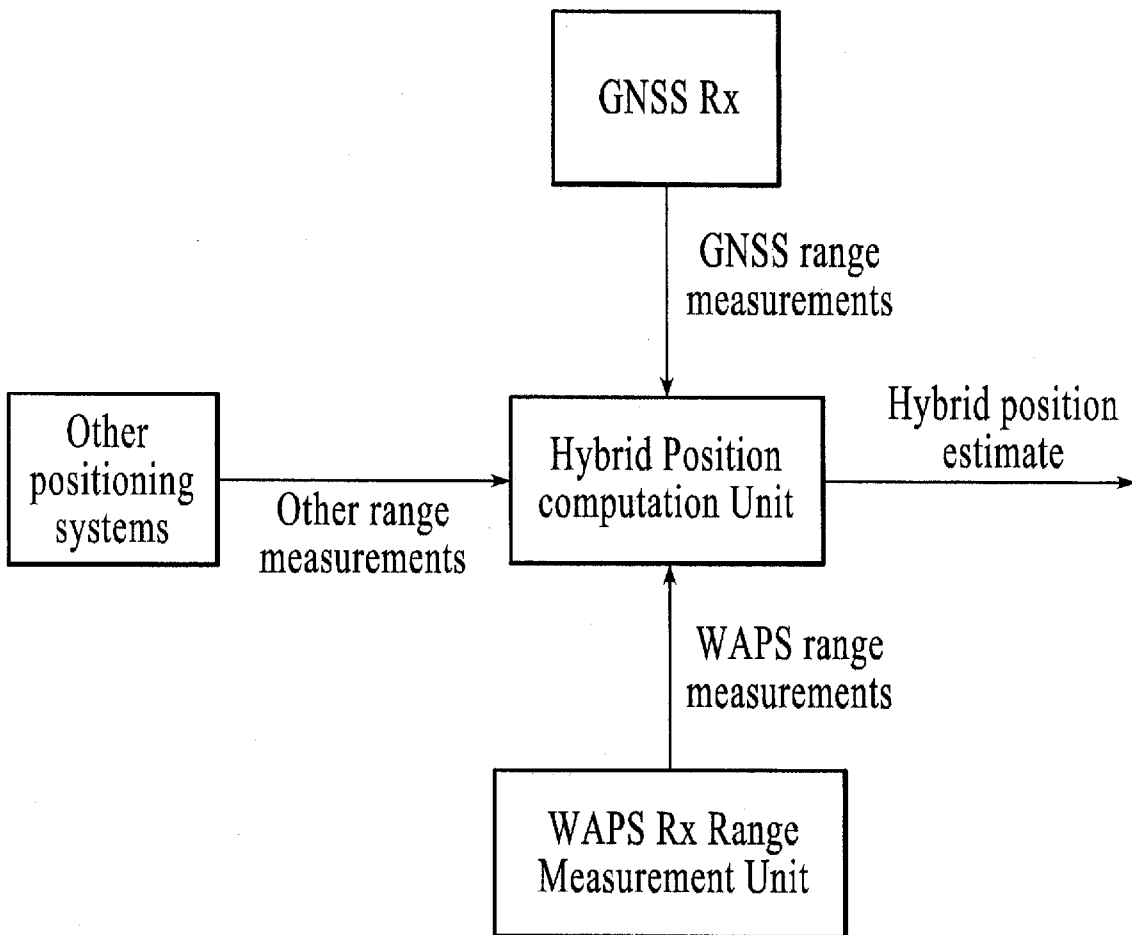 GNSS Rx
GNSS range
measurements
Other
positioning
systems
Other range
measurements
Hybrid Position
computation Unit
Hybrid position
estimate
WAPS range
measurements
WAPS Rx Range
Measurement Unit